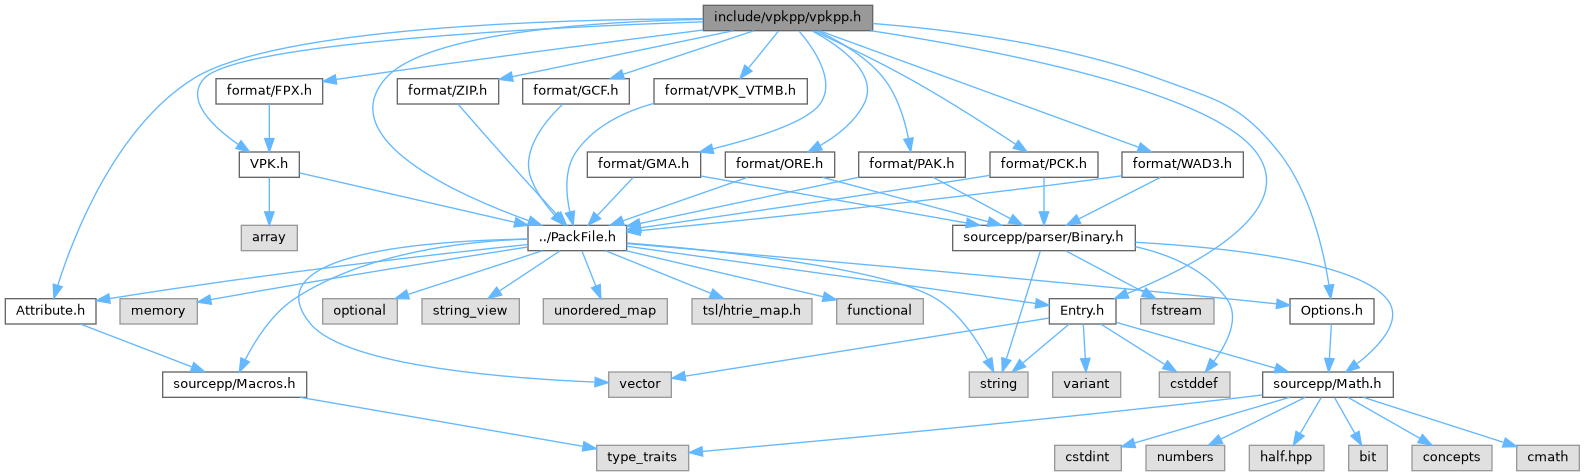 include/vpkpp/vpkpp.h
format/FPX.h
format/ZIP.h
format/GCF.h
format/VPK_VTMB.h
VPK.h
format/GMA.h
format/ORE.h
format/PAK.h
format/PCK.h
format/WAD3.h
array
../PackFile.h
sourcepp/parser/Binary.h
Attribute.h
memory
optional
string_view
unordered_map
tsl/htrie_map.h
functional
Entry.h
fstream
Options.h
sourcepp/Macros.h
vector
string
variant
cstddef
sourcepp/Math.h
type_traits
cstdint
numbers
half.hpp
bit
concepts
cmath